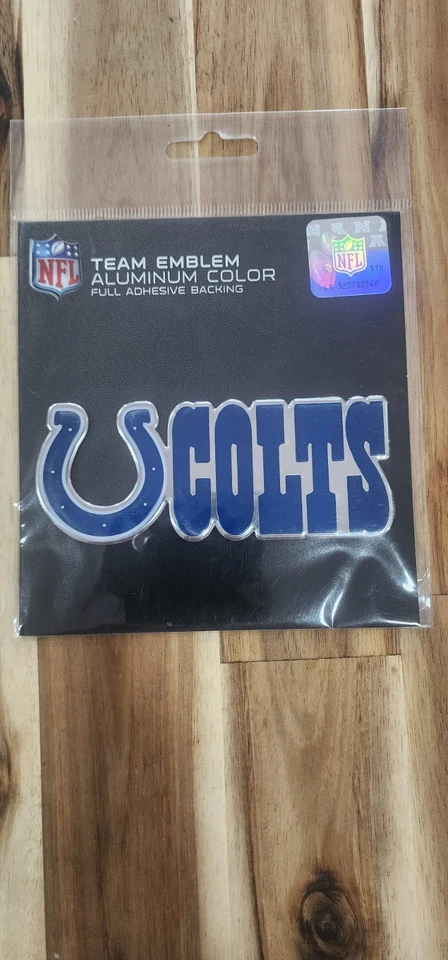 NFL
TEAM EMBLEM
ALUMINUM COLOR
FULL ADHESIVE BACKING
NFL
COLTS